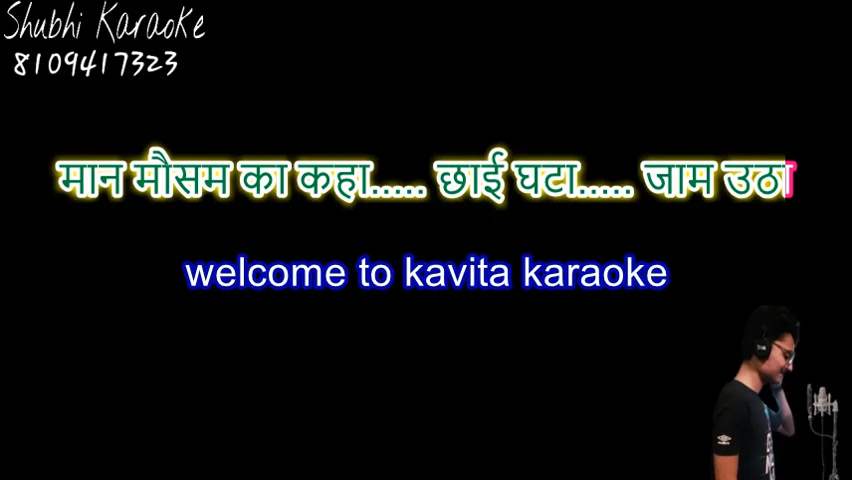 Shubhi Karaoke
8109417323
मान मौसम का कहा..... छाई घटा..... जाम उठा
welcome to kavita karaoke